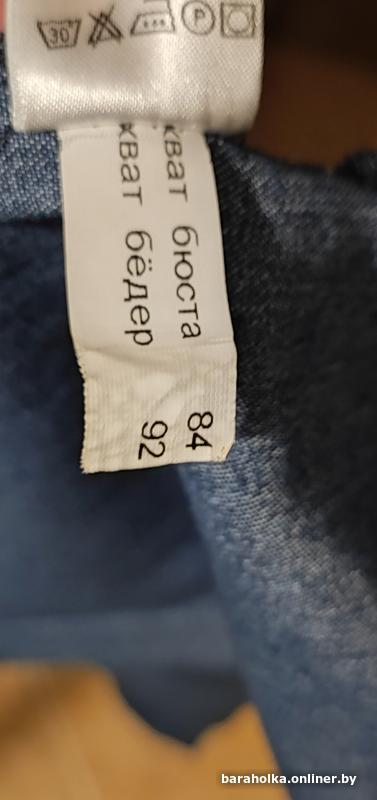 30
P
хват бюста 84
хват бёдер 92
baraholka.onliner.by